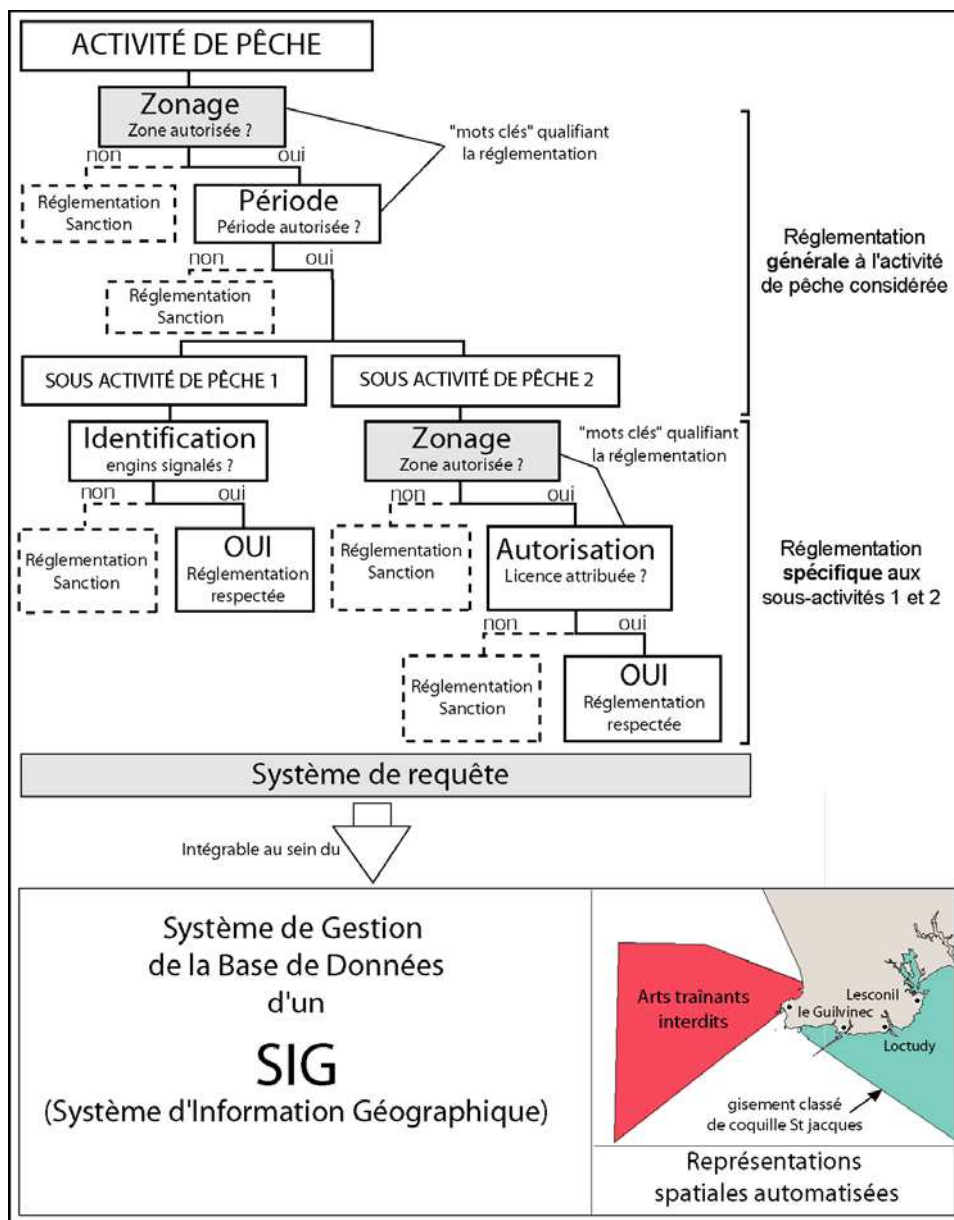 ACTIVITÉ DE PÊCHE
Zonage
Zone autorisée ?
non
oui
"mots clés" qualifiant
la réglementation
Réglementation
Sanction
Période
Période autorisée ?
non
oui
Réglementation
Sanction
Réglementation
générale à l'activité
de pêche considérée
SOUS ACTIVITÉ DE PÊCHE 1
SOUS ACTIVITÉ DE PÊCHE 2
Identification
engins signalés ?
non
oui
Réglementation
Sanction
OUI
Réglementation
respectée
Zonage
Zone autorisée ?
"mots clés" qualifiant
la réglementation
non
oui
Réglementation
Sanction
Autorisation
Licence attribuée ?
non
oui
Réglementation
Sanction
OUI
Réglementation
respectée
Réglementation
spécifique aux
sous-activités 1 et 2
Système de requête
Intégrable au sein du
Système de Gestion
de la Base de Données
d'un
SIG
(Système d'Information Géographique)
Arts traînants
interdits
Lesconil
le Guilvinec
Loctudy
gisement classé
de coquille St jacques
Représentations
spatiales automatisées